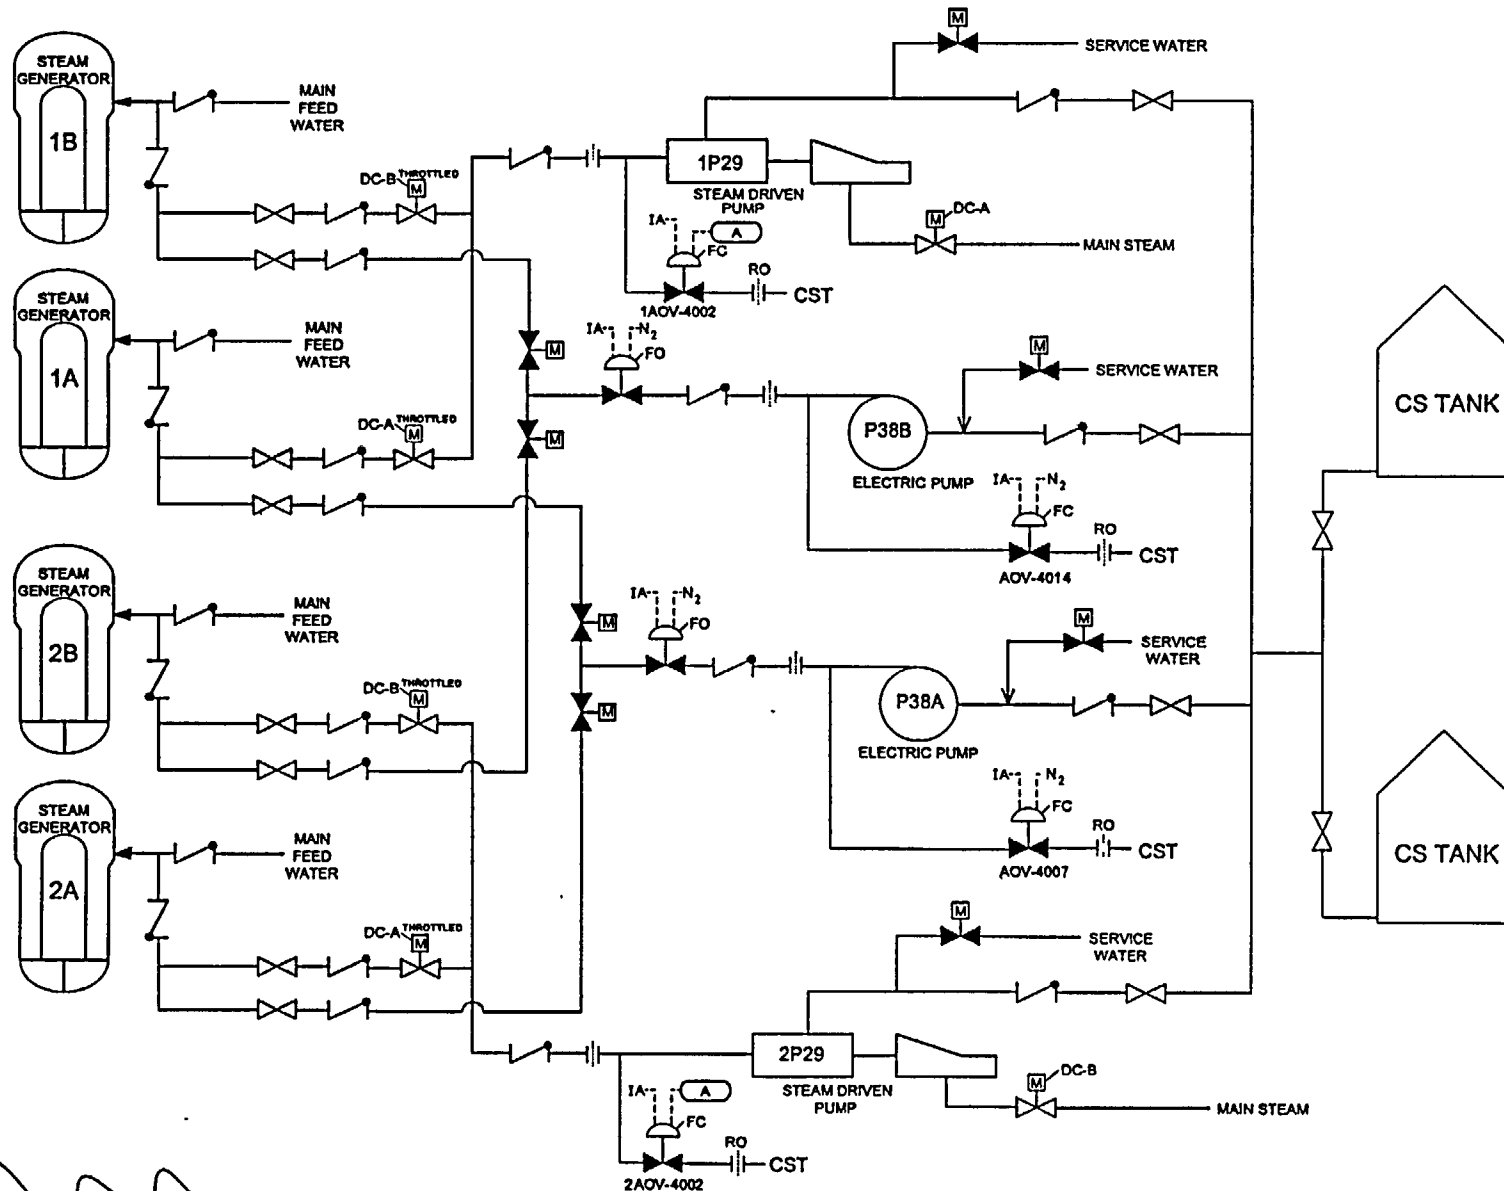 M
SERVICE WATER
STEAM
GENERATOR
1B
MAIN
FEED
WATER
DC-B THROTTLED
M
1P29
STEAM DRIVEN
PUMP
IA
A
FC
RO
CST
1AOV-4002
M DC-A
MAIN STEAM
STEAM
GENERATOR
1A
MAIN
FEED
WATER
DC-A THROTTLED
M
M
M
IA N2
FO
M
SERVICE WATER
P38B
ELECTRIC PUMP
IA N2
FC
RO
CST
AOV-4014
CS TANK
STEAM
GENERATOR
2B
MAIN
FEED
WATER
DC-B THROTTLED
M
M
M
IA N2
FO
M
SERVICE
WATER
P38A
ELECTRIC PUMP
IA N2
FC
RO
CST
AOV-4007
CS TANK
STEAM
GENERATOR
2A
MAIN
FEED
WATER
DC-A THROTTLED
M
M
SERVICE
WATER
2P29
STEAM DRIVEN
PUMP
M DC-B
MAIN STEAM
IA
A
FC
RO
CST
2AOV-4002